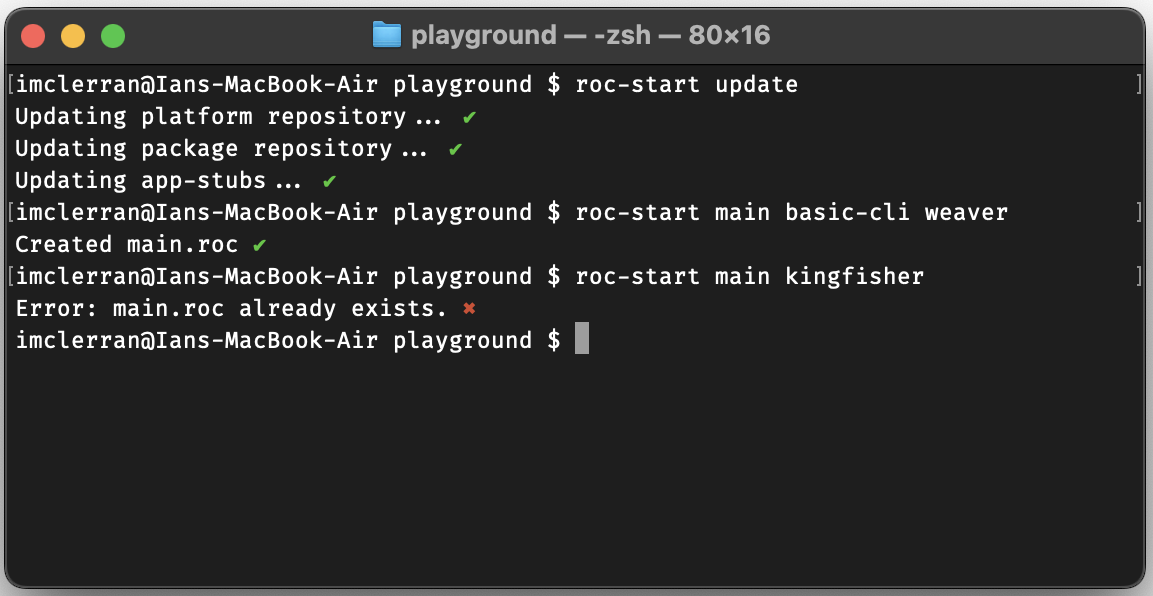 playground — -zsh — 80×16
[imclerran@Ians-MacBook-Air playground $ roc-start update ]
Updating platform repository... ✔
Updating package repository... ✔
Updating app-stubs... ✔
[imclerran@Ians-MacBook-Air playground $ roc-start main basic-cli weaver ]
Created main.roc ✔
[imclerran@Ians-MacBook-Air playground $ roc-start main kingfisher ]
Error: main.roc already exists. ✖
imclerran@Ians-MacBook-Air playground $